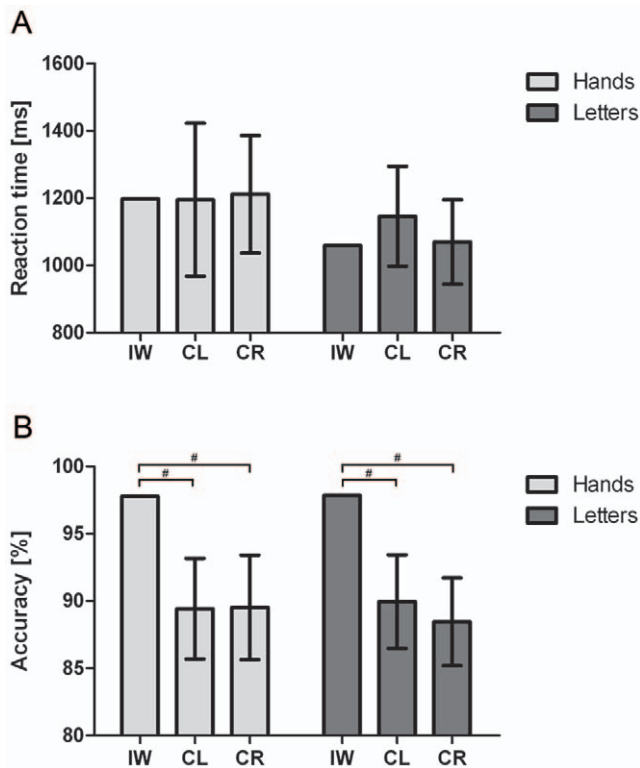 A
1600
1400
1200
1000
800
Reaction time [ms]
IW CL CR IW CL CR
Hands
Letters
B
100
95
90
85
80
Accuracy [%]
# #
# #
IW CL CR IW CL CR
Hands
Letters